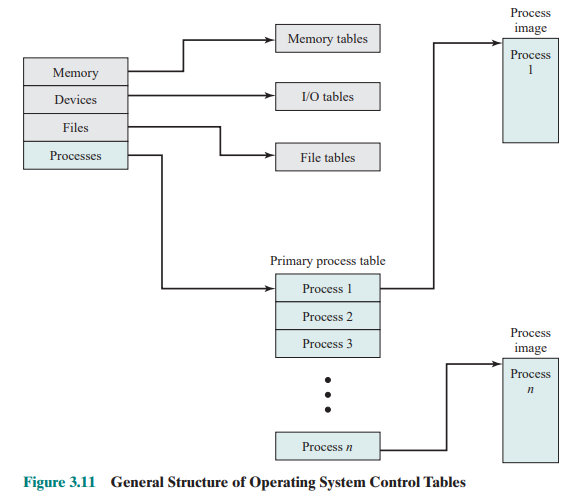 Memory
Devices
Files
Processes
Memory tables
I/O tables
File tables
Primary process table
Process 1
Process 2
Process 3
Process n
Process
image
Process
1
Process
image
Process
n
Figure 3.11 General Structure of Operating System Control Tables